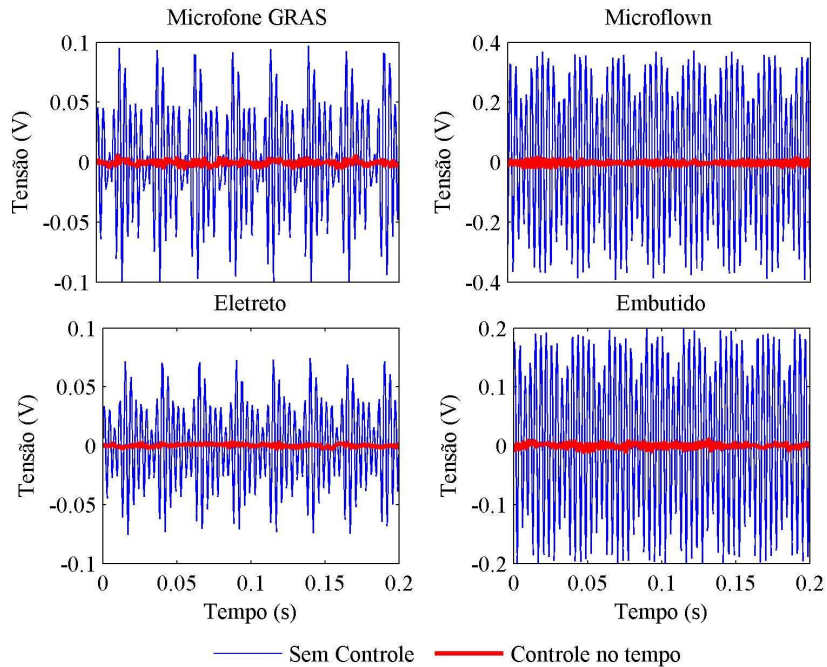 Microfone GRAS
Microflown
0.1
0.05
0
-0.05
-0.1
Tensão (V)
0.4
0.2
0
-0.2
-0.4
Tensão (V)
Eletreto
Embutido
0.1
0.05
0
-0.05
-0.1
Tensão (V)
0 0.05 0.1 0.15 0.2
Tempo (s)
0.2
0.1
0
-0.1
-0.2
Tensão (V)
0 0.05 0.1 0.15 0.2
Tempo (s)
Sem Controle Controle no tempo